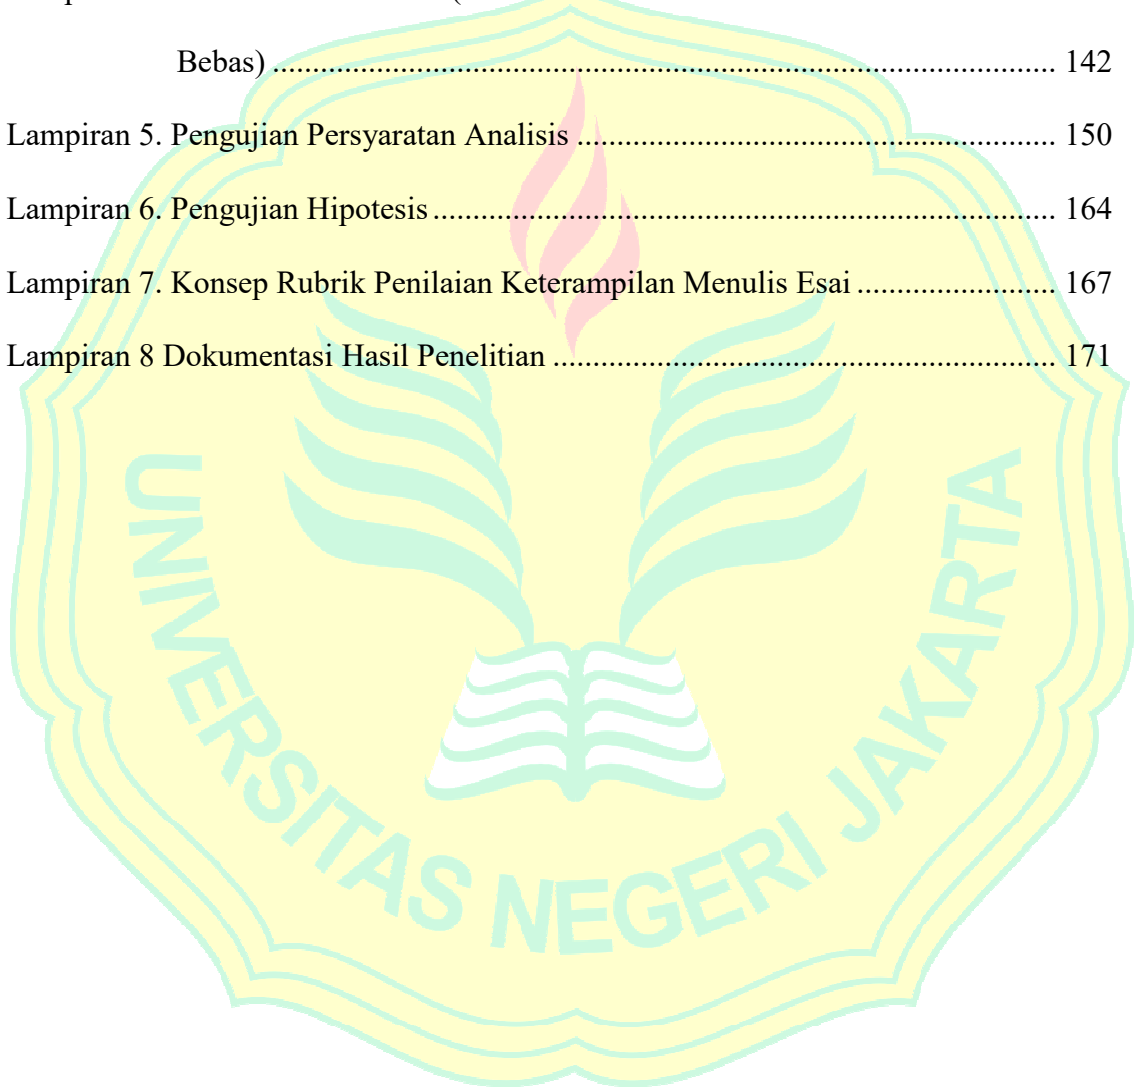 Bebas) ................................................................................................. 142
Lampiran 5. Pengujian Persyaratan Analisis ............................................................ 150
Lampiran 6. Pengujian Hipotesis .............................................................................. 164
Lampiran 7. Konsep Rubrik Penilaian Keterampilan Menulis Esai ......................... 167
Lampiran 8 Dokumentasi Hasil Penelitian ............................................................... 171
UNIVERSITAS NEGERI JAKARTA